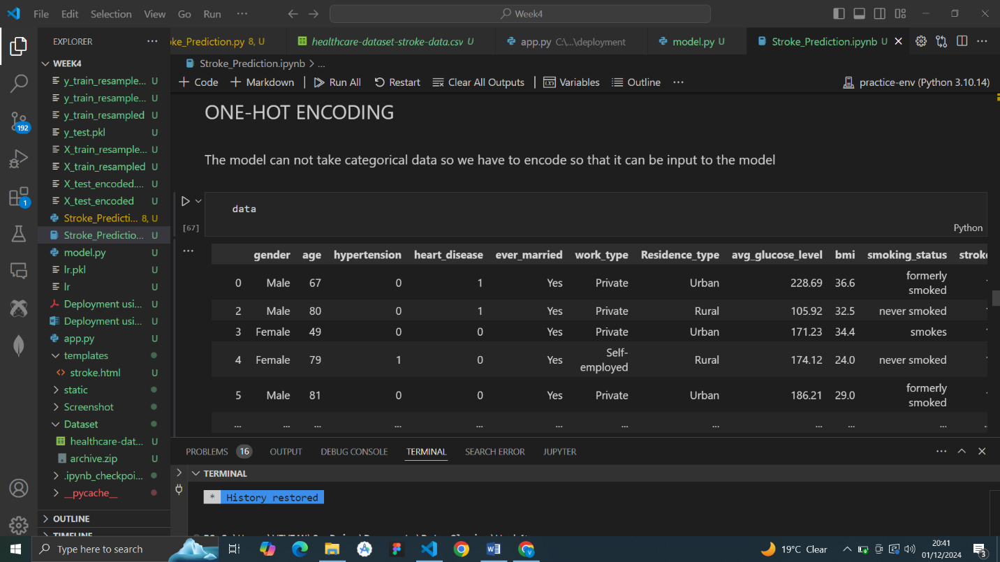 File Edit Selection View Go Run ··· Week4
EXPLORER
WEEK4
y_train_resample... U
y_train_resample... U
y_train_resampled U
y_test.pkl U
X_train_resample... U
X_train_resampled U
X_test_encoded.... U
X_test_encoded U
Stroke_Predicti... 8, U
Stroke_Predictio... U
model.py U
lr.pkl U
lr U
Deployment usi... U
Deployment usi... U
app.py U
templates
stroke.html U
static
Screenshot
Dataset
healthcare-dat... U
archive.zip U
.ipynb_checkpoi...
__pycache__
OUTLINE
TIMELINE
192
1
oke_Prediction.py 8, U healthcare-dataset-stroke-data.csv U app.py C:\...\deployment model.py U Stroke_Prediction.ipynb U
Stroke_Prediction.ipynb > ...
+ Code + Markdown Run All Restart Clear All Outputs Variables Outline ··· practice-env (Python 3.10.14)
ONE-HOT ENCODING
The model can not take categorical data so we have to encode so that it can be input to the model
data
[67] Python
gender age hypertension heart_disease ever_married work_type Residence_type avg_glucose_level bmi smoking_status stroke
0 Male 67 0 1 Yes Private Urban 228.69 36.6 formerly smoked
2 Male 80 0 1 Yes Private Rural 105.92 32.5 never smoked
3 Female 49 0 0 Yes Private Urban 171.23 34.4 smokes
4 Female 79 1 0 Yes Self-employed Rural 174.12 24.0 never smoked
5 Male 81 0 0 Yes Private Urban 186.21 29.0 formerly smoked
... ... ... ... ... ... ... ... ... ... ...
PROBLEMS 16 OUTPUT DEBUG CONSOLE TERMINAL SEARCH ERROR JUPYTER
TERMINAL
* History restored
Type here to search
19°C Clear
20:41
01/12/2024
3